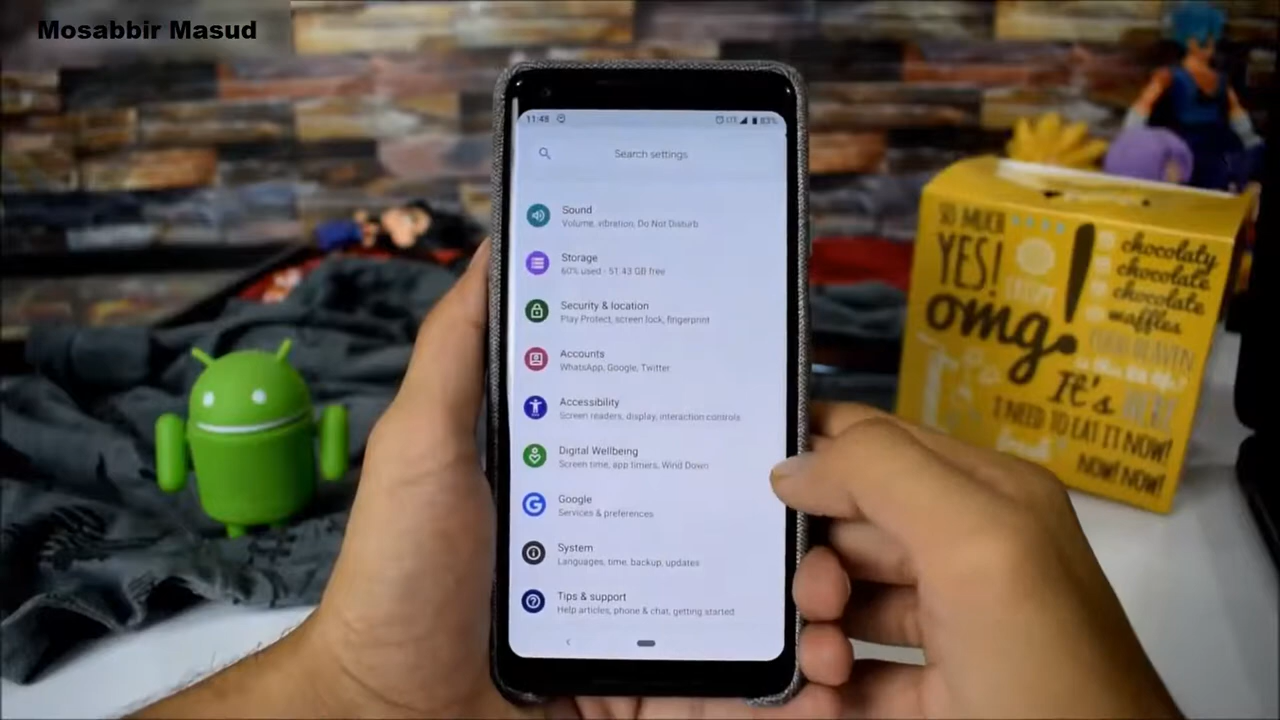 Mosabbir Masud
11:48
LTE 83%
Search settings
Sound
Volume, vibration, Do Not Disturb
Storage
60% used - 51.43 GB free
Security & location
Play Protect, screen lock, fingerprint
Accounts
WhatsApp, Google, Twitter
Accessibility
Screen readers, display, interaction controls
Digital Wellbeing
Screen time, app timers, Wind Down
G
Google
Services & preferences
System
Languages, time, backup, updates
Tips & support
Help articles, phone & chat, getting started
SO MUCH
YES!
omg!
chocolaty
chocolate
chocolate
waffles
HEAVEN
It's HERE
I NEED TO EAT IT NOW!
NOW! NOW!